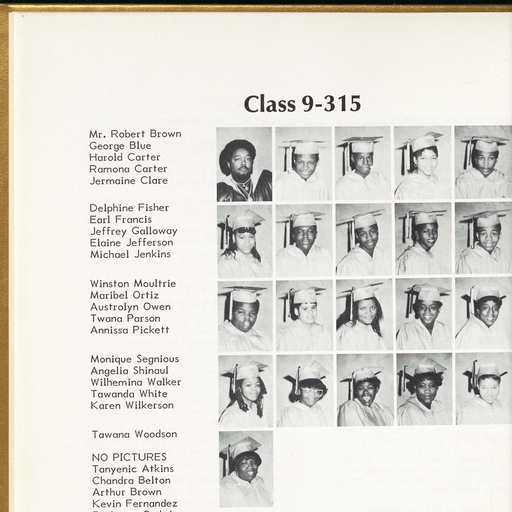 Class 9-315
Mr. Robert Brown
George Blue
Harold Carter
Ramona Carter
Jermaine Clare
Delphine Fisher
Earl Francis
Jeffrey Galloway
Elaine Jefferson
Michael Jenkins
Winston Moultrie
Maribel Ortiz
Austrolyn Owen
Twana Parson
Annissa Pickett
Monique Segnious
Angelia Shinaul
Wilhemina Walker
Tawanda White
Karen Wilkerson
Tawana Woodson
NO PICTURES
Tanyenic Atkins
Chandra Belton
Arthur Brown
Kevin Fernandez